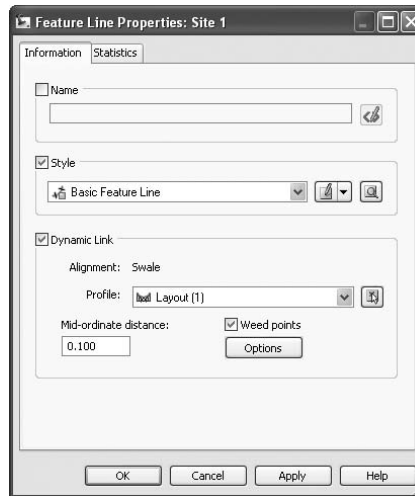 Feature Line Properties: Site 1
Information Statistics
Name
Style
Basic Feature Line
Dynamic Link
Alignment: Swale
Profile: Layout (1)
Mid-ordinate distance: Weed points
0.100 Options
OK Cancel Apply Help